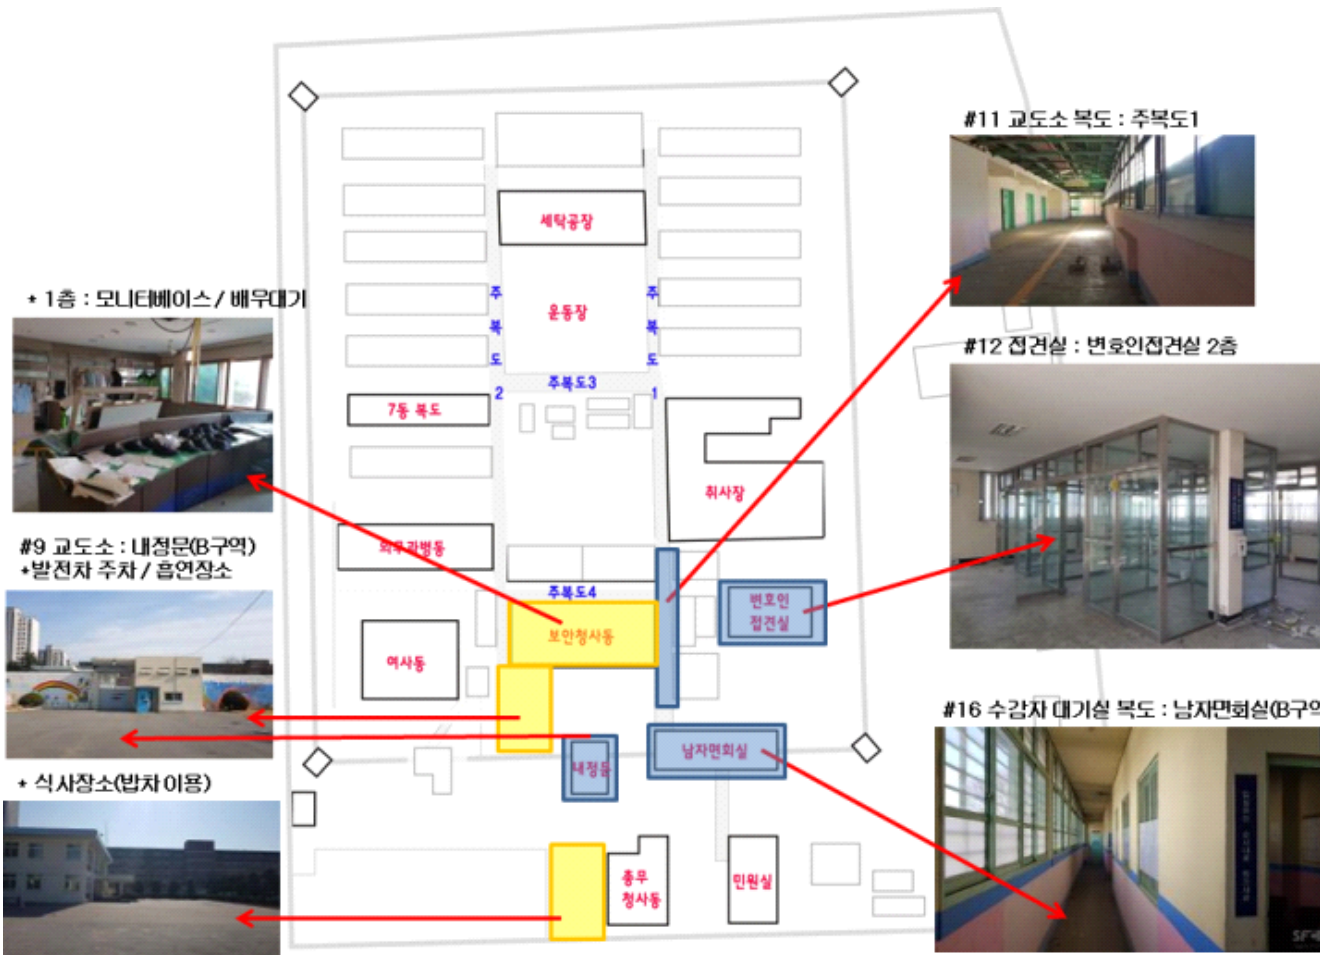 #11 교도소 복도 : 주복도1
세탁공장
* 1층 : 모니터베이스 / 배우대기
주
복
도
2
운동장
주
복
도
1
주복도3
#12 접견실 : 변호인접견실 2층
7동 복도
취사장
#9 교도소 : 내정문(B구역)
*발전차 주차 / 흡연장소
주복도4
변호인
접견실
보안청사동
여사동
#16 수감자 대기실 복도 : 남자면회실(B구역
남자면회실
내정문
* 식사장소(밥차 이용)
총무
청사동
민원실